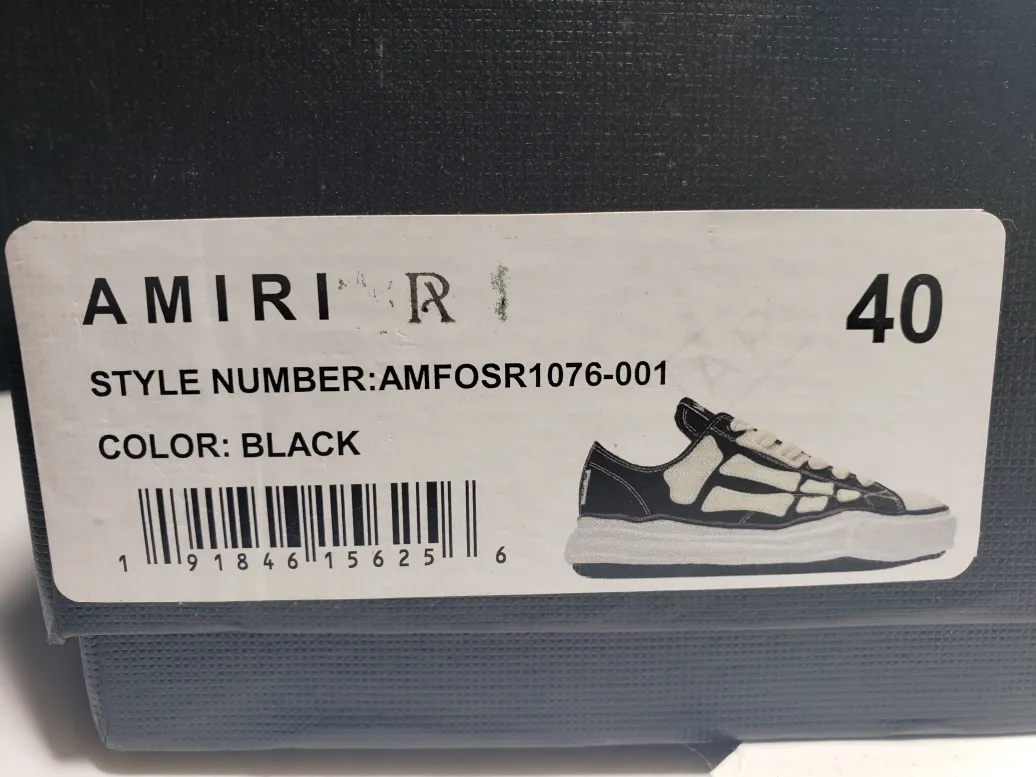 AMIRI R
40
STYLE NUMBER:AMFOSR1076-001
COLOR: BLACK
1 91846 15625 6